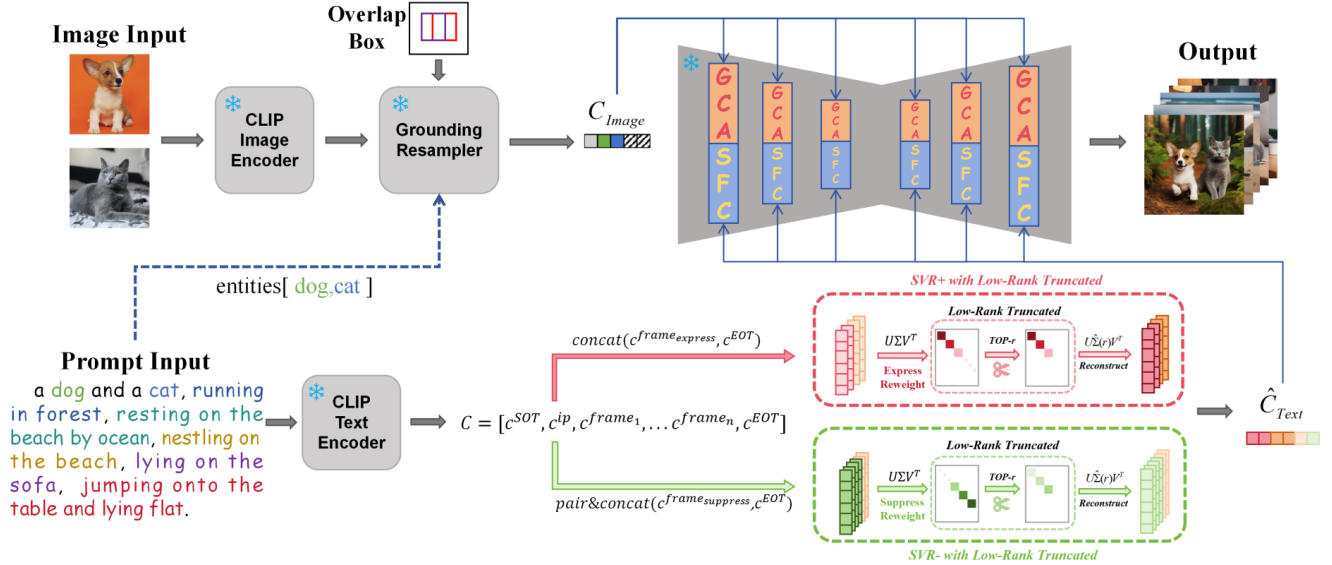 Image Input
Overlap
Box
CLIP
Image
Encoder
Grounding
Resampler
C_Image
G C A S F C
G C A S F C
G C A S F C
G C A S F C
G C A S F C
G C A S F C
Output
entities[ dog,cat ]
Prompt Input
a dog and a cat, running
in forest, resting on the
beach by ocean, nestling on
the beach, lying on the
sofa, jumping onto the
table and lying flat.
CLIP
Text
Encoder
C = [c^{SOT}, c^{ip}, c^{frame_1}, … c^{frame_n}, c^{EOT}]
concat(c^{frame_{express}}, c^{EOT})
pair&concat(c^{frame_{suppress}}, c^{EOT})
SVR+ with Low-Rank Truncated
Low-Rank Truncated
UΣV^T
Express
Reweight
TOP-r
UΣ̂(r)V^T
Reconstruct
Low-Rank Truncated
UΣV^T
Suppress
Reweight
TOP-r
UΣ̂(r)V^T
Reconstruct
SVR- with Low-Rank Truncated
Ĉ_Text